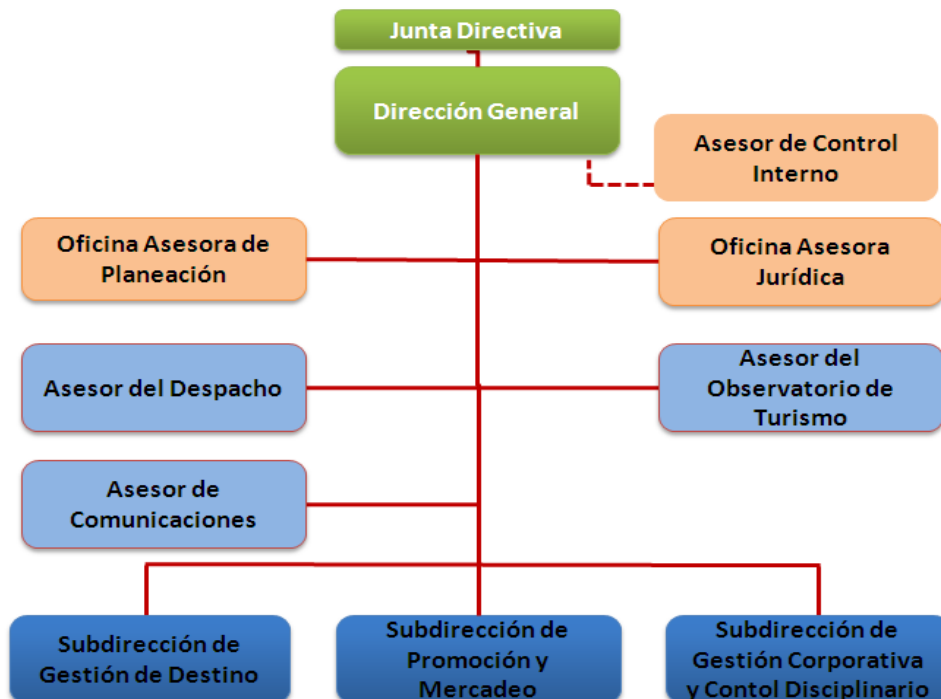 Junta Directiva
Dirección General
Asesor de Control
Interno
Oficina Asesora de
Planeación
Oficina Asesora
Jurídica
Asesor del Despacho
Asesor del
Observatorio de
Turismo
Asesor de
Comunicaciones
Subdirección de
Gestión de Destino
Subdirección de
Promoción y
Mercadeo
Subdirección de
Gestión Corporativa
y Contol Disciplinario